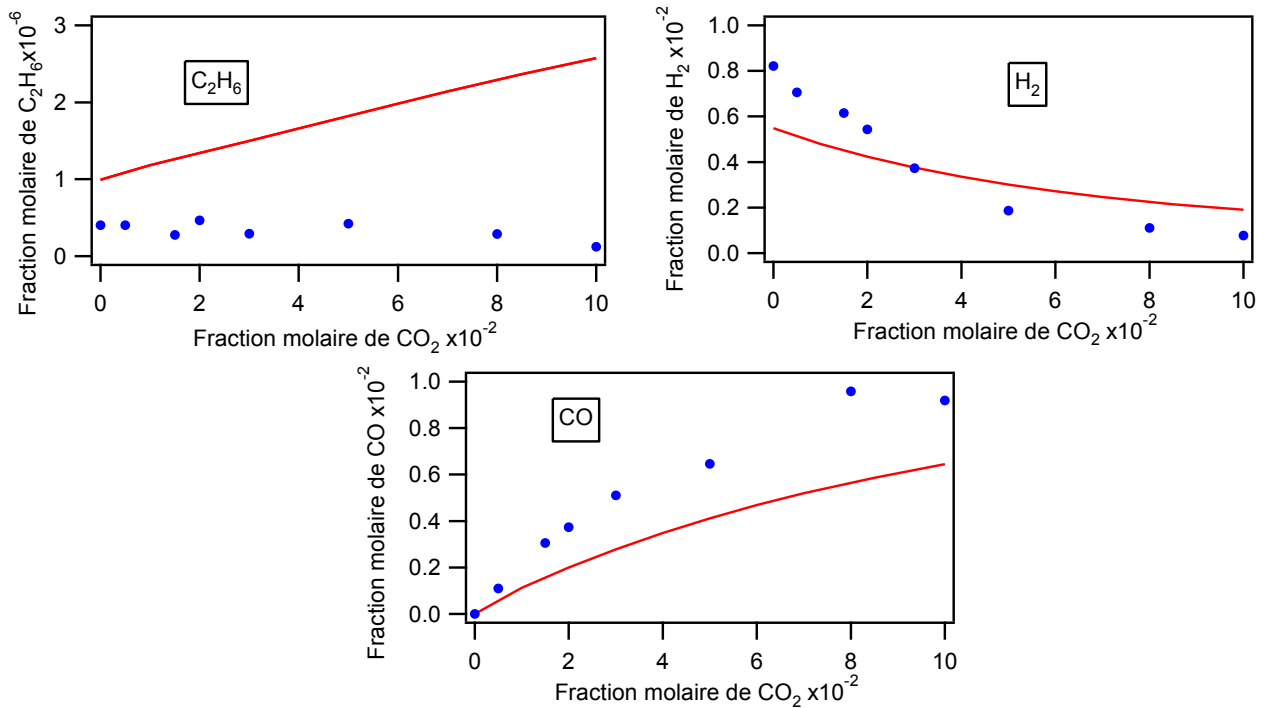 Fraction molaire de C₂H₆x10⁻⁶
3
2
1
0
C₂H₆
0 2 4 6 8 10
Fraction molaire de CO₂ x10⁻²
Fraction molaire de H₂ x10⁻²
1.0
0.8
0.6
0.4
0.2
0.0
H₂
0 2 4 6 8 10
Fraction molaire de CO₂ x10⁻²
Fraction molaire de CO x10⁻²
1.0
0.8
0.6
0.4
0.2
0.0
CO
0 2 4 6 8 10
Fraction molaire de CO₂ x10⁻²